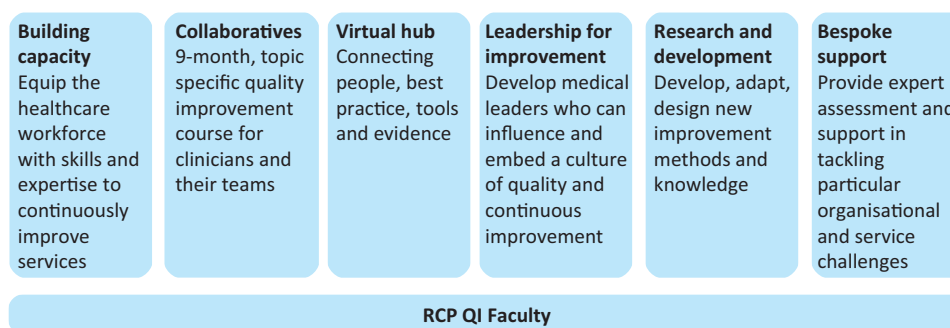 Building
capacity
Equip the
healthcare
workforce
with skills and
expertise to
continuously
improve
services
Collaboratives
9-month, topic
specific quality
improvement
course for
clinicians and
their teams
Virtual hub
Connecting
people, best
practice, tools
and evidence
Leadership for
improvement
Develop medical
leaders who can
influence and
embed a culture
of quality and
continuous
improvement
Research and
development
Develop, adapt,
design new
improvement
methods and
knowledge
Bespoke
support
Provide expert
assessment and
support in
tackling
particular
organisational
and service
challenges
RCP QI Faculty